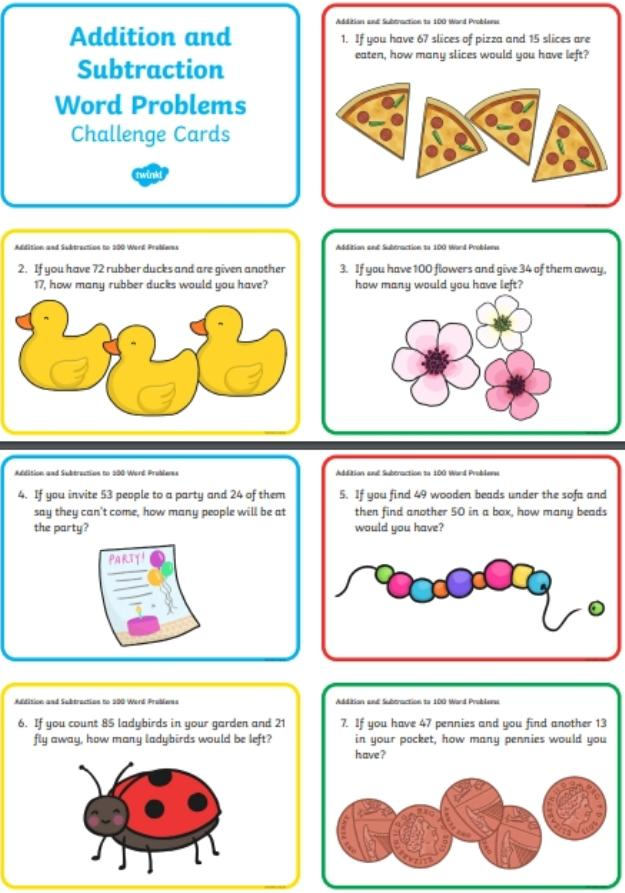 Addition and
Subtraction
Word Problems
Challenge Cards
twinkl
Addition and Subtraction to 100 Word Problems
1. If you have 67 slices of pizza and 15 slices are
eaten, how many slices would you have left?
Addition and Subtraction to 100 Word Problems
2. If you have 72 rubber ducks and are given another
17, how many rubber ducks would you have?
Addition and Subtraction to 100 Word Problems
3. If you have 100 flowers and give 34 of them away,
how many would you have left?
Addition and Subtraction to 100 Word Problems
4. If you invite 53 people to a party and 24 of them
say they can't come, how many people will be at
the party?
PARTY!
Addition and Subtraction to 100 Word Problems
5. If you find 49 wooden beads under the sofa and
then find another 50 in a box, how many beads
would you have?
Addition and Subtraction to 100 Word Problems
6. If you count 85 ladybirds in your garden and 21
fly away, how many ladybirds would be left?
Addition and Subtraction to 100 Word Problems
7. If you have 47 pennies and you find another 13
in your pocket, how many pennies would you
have?